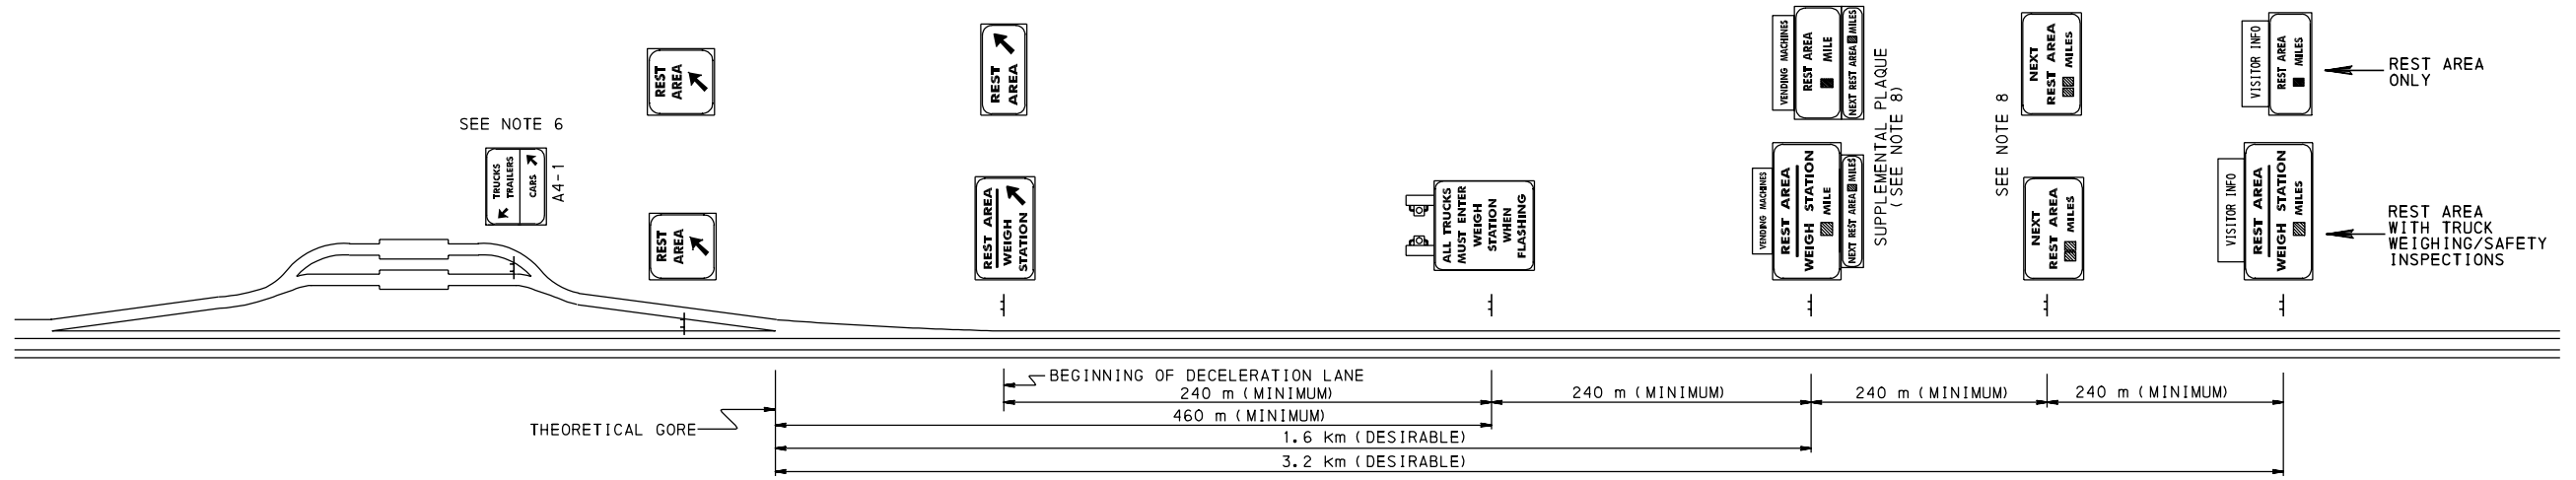 REST
AREA
REST
AREA
VENDING MACHINES
REST AREA
MILE
NEXT REST AREA MILES
NEXT
REST AREA
MILES
VISITOR INFO
REST AREA
MILES
REST AREA
ONLY
SEE NOTE 6
TRUCKS
TRAILERS
CARS
A4-1
REST
AREA
REST AREA
WEIGH
STATION
ALL TRUCKS
MUST ENTER
WEIGH
STATION
WHEN
FLASHING
VENDING MACHINES
REST AREA
WEIGH STATION
MILE
NEXT REST AREA MILES
SUPPLEMENTAL PLAQUE
(SEE NOTE 8)
SEE NOTE 8
NEXT
REST AREA
MILES
VISITOR INFO
REST AREA
WEIGH STATION
MILES
REST AREA
WITH TRUCK
WEIGHING/SAFETY
INSPECTIONS
BEGINNING OF DECELERATION LANE
240 m (MINIMUM)
240 m (MINIMUM)
240 m (MINIMUM)
240 m (MINIMUM)
460 m (MINIMUM)
THEORETICAL GORE
1.6 km (DESIRABLE)
3.2 km (DESIRABLE)